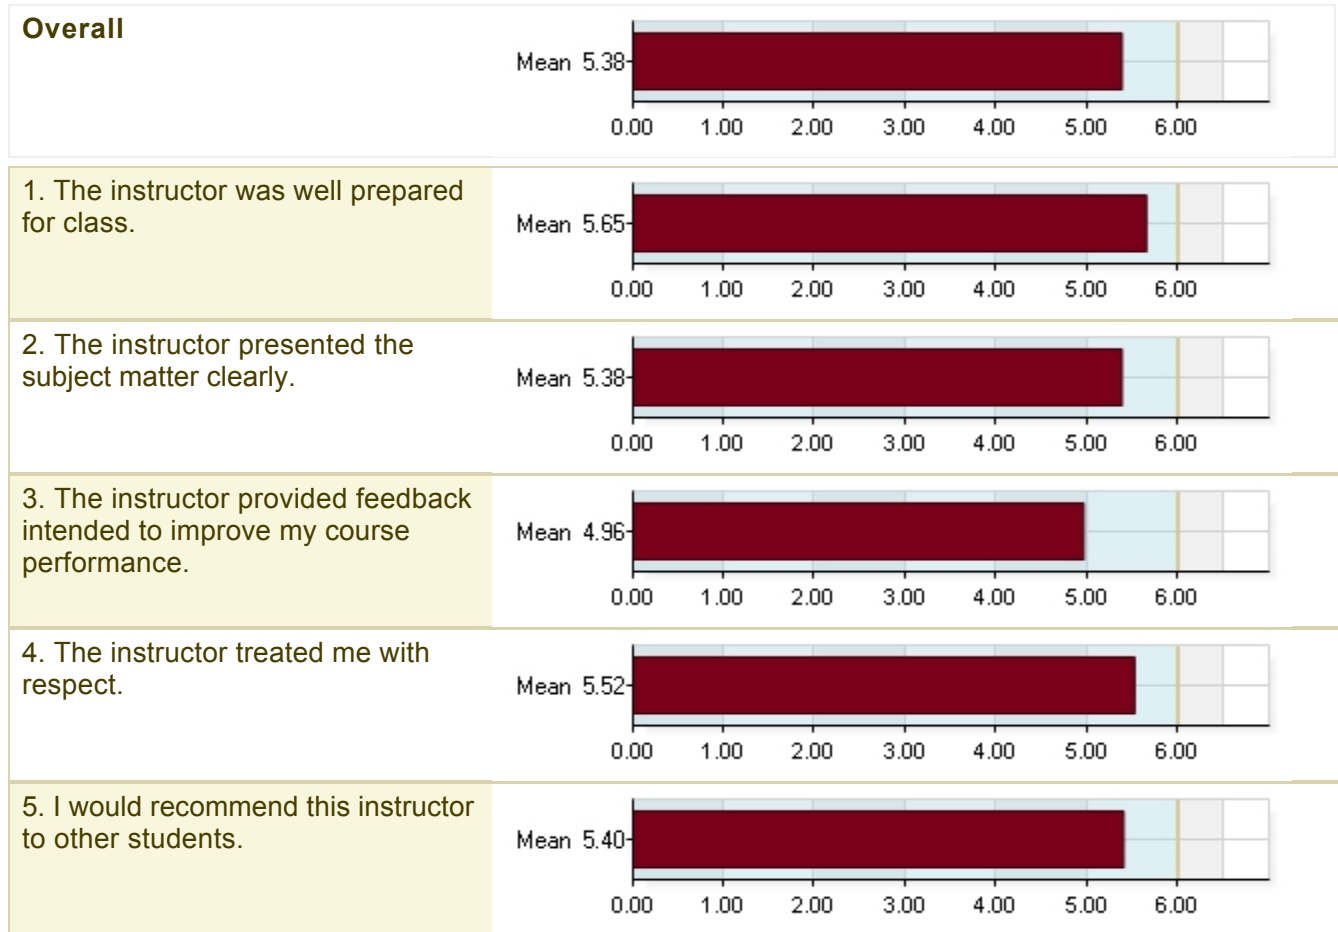 Overall
Mean 5.38
0.00 1.00 2.00 3.00 4.00 5.00 6.00
1. The instructor was well prepared
for class.
Mean 5.65
0.00 1.00 2.00 3.00 4.00 5.00 6.00
2. The instructor presented the
subject matter clearly.
Mean 5.38
0.00 1.00 2.00 3.00 4.00 5.00 6.00
3. The instructor provided feedback
intended to improve my course
performance.
Mean 4.96
0.00 1.00 2.00 3.00 4.00 5.00 6.00
4. The instructor treated me with
respect.
Mean 5.52
0.00 1.00 2.00 3.00 4.00 5.00 6.00
5. I would recommend this instructor
to other students.
Mean 5.40
0.00 1.00 2.00 3.00 4.00 5.00 6.00